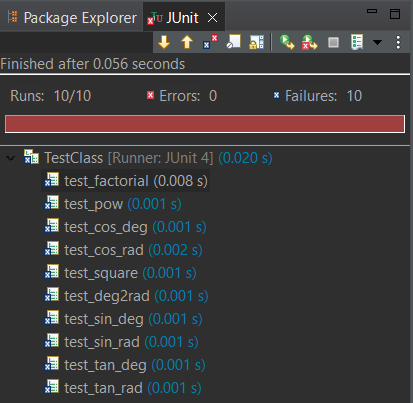 Package Explorer JUnit
Finished after 0.056 seconds
Runs: 10/10 Errors: 0 Failures: 10
TestClass [Runner: JUnit 4] (0.020 s)
test_factorial (0.008 s)
test_pow (0.001 s)
test_cos_deg (0.001 s)
test_cos_rad (0.002 s)
test_square (0.001 s)
test_deg2rad (0.001 s)
test_sin_deg (0.001 s)
test_sin_rad (0.001 s)
test_tan_deg (0.001 s)
test_tan_rad (0.001 s)